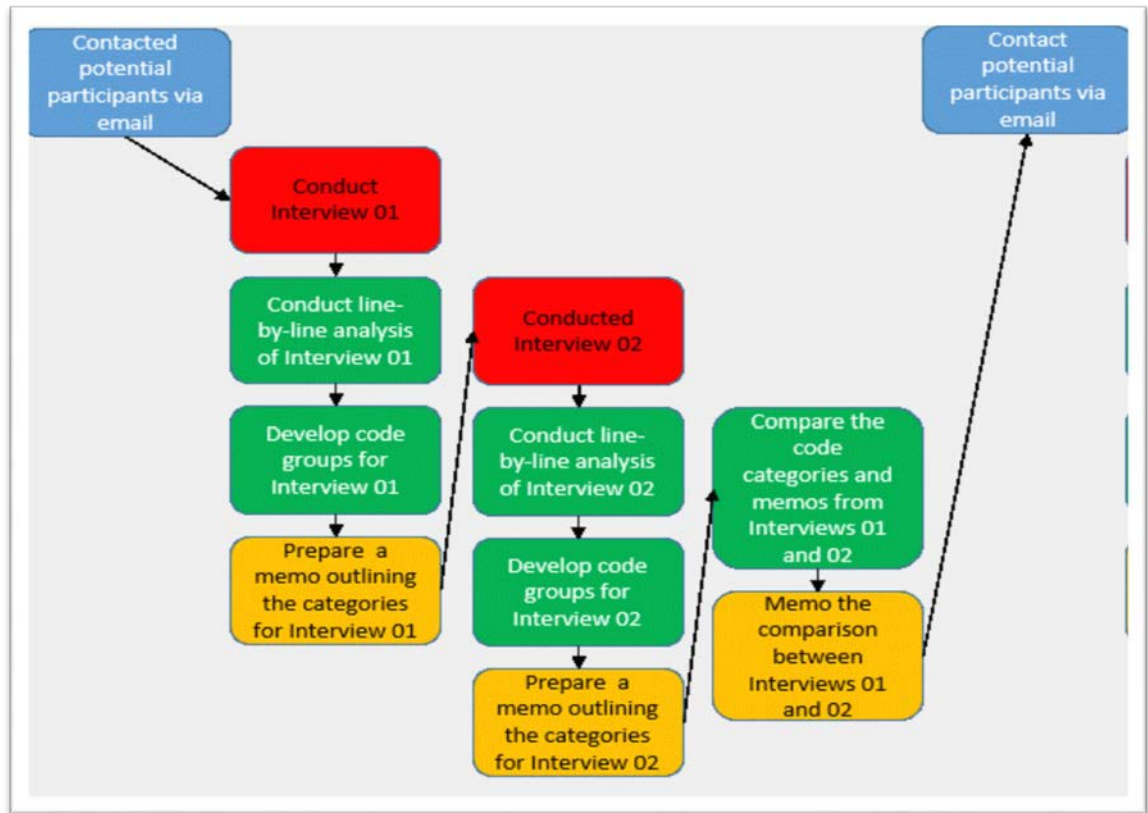 Contacted
potential
participants via
email
Conduct
Interview 01
Conduct line-
by-line analysis
of Interview 01
Develop code
groups for
Interview 01
Prepare a
memo outlining
the categories
for Interview 01
Conducted
Interview 02
Conduct line-
by-line analysis
of Interview 02
Develop code
groups for
Interview 02
Prepare a
memo outlining
the categories
for Interview 02
Compare the
code
categories and
memos from
Interviews 01
and 02
Memo the
comparison
between
Interviews 01
and 02
Contact
potential
participants via
email